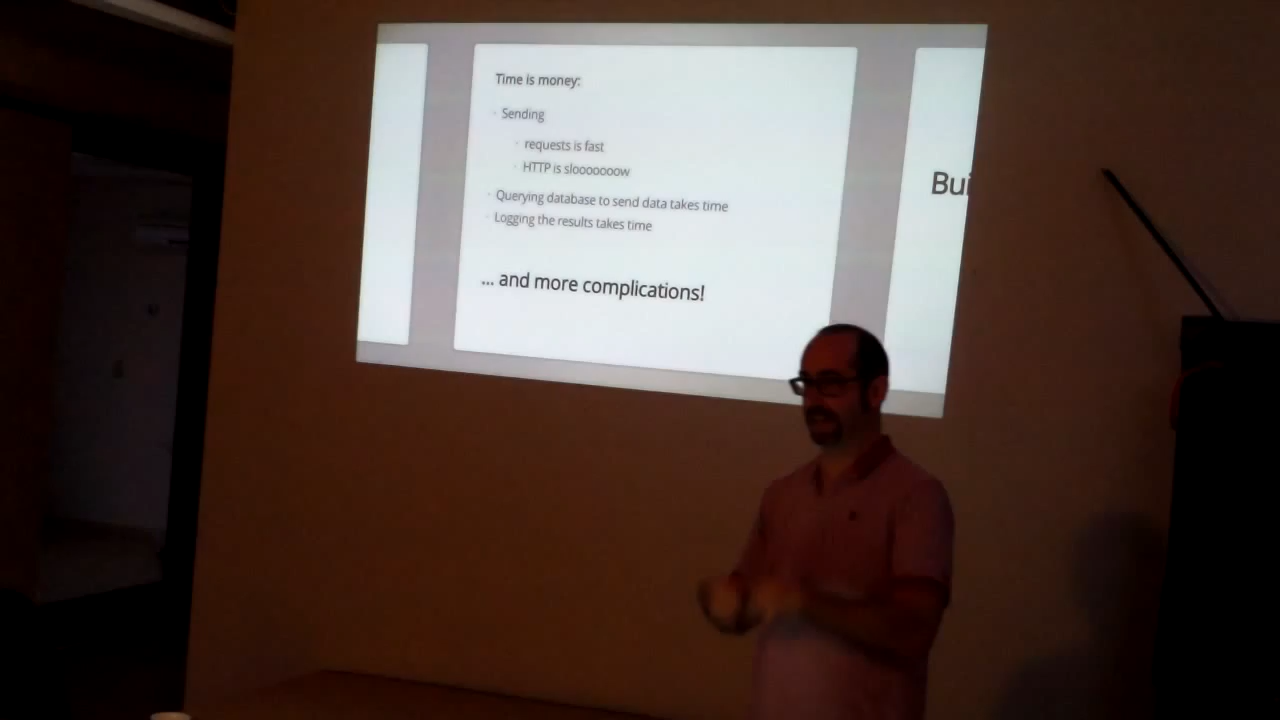 Time is money:
Sending
requests is fast
HTTP is slooooooow
Querying database to send data takes time
Logging the results takes time
... and more complications!
Bui